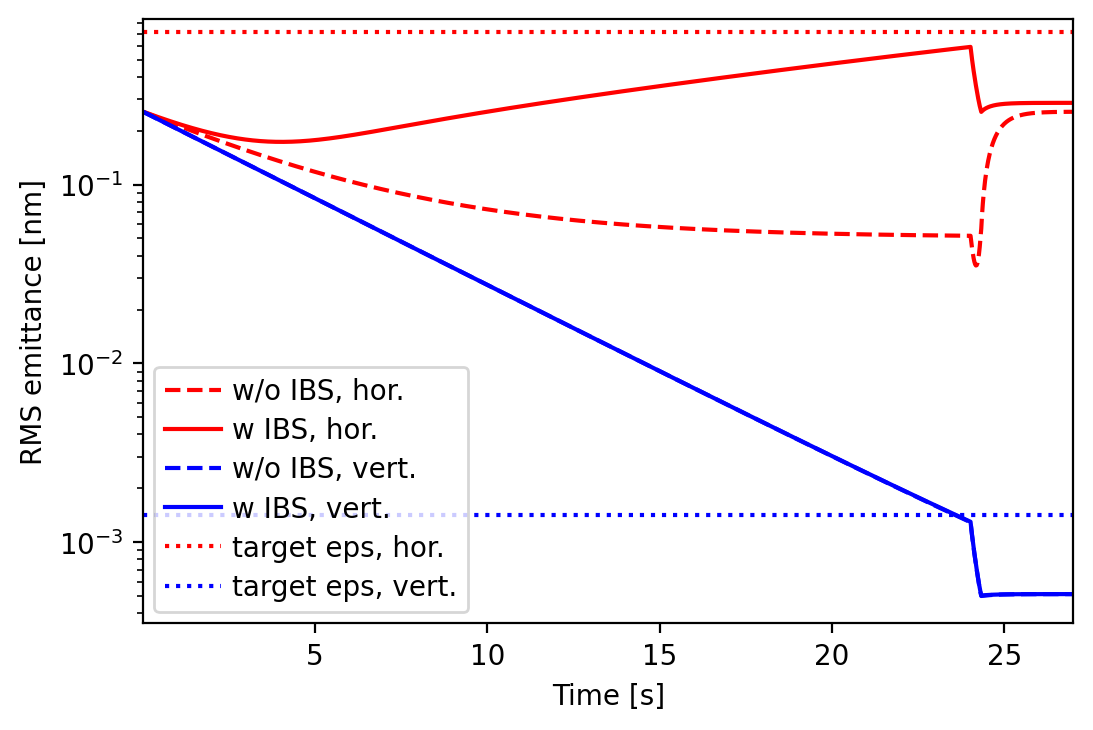 RMS emittance [nm]
10⁻¹
10⁻²
10⁻³
w/o IBS, hor.
w IBS, hor.
w/o IBS, vert.
w IBS, vert.
target eps, hor.
target eps, vert.
5
10
15
20
25
Time [s]